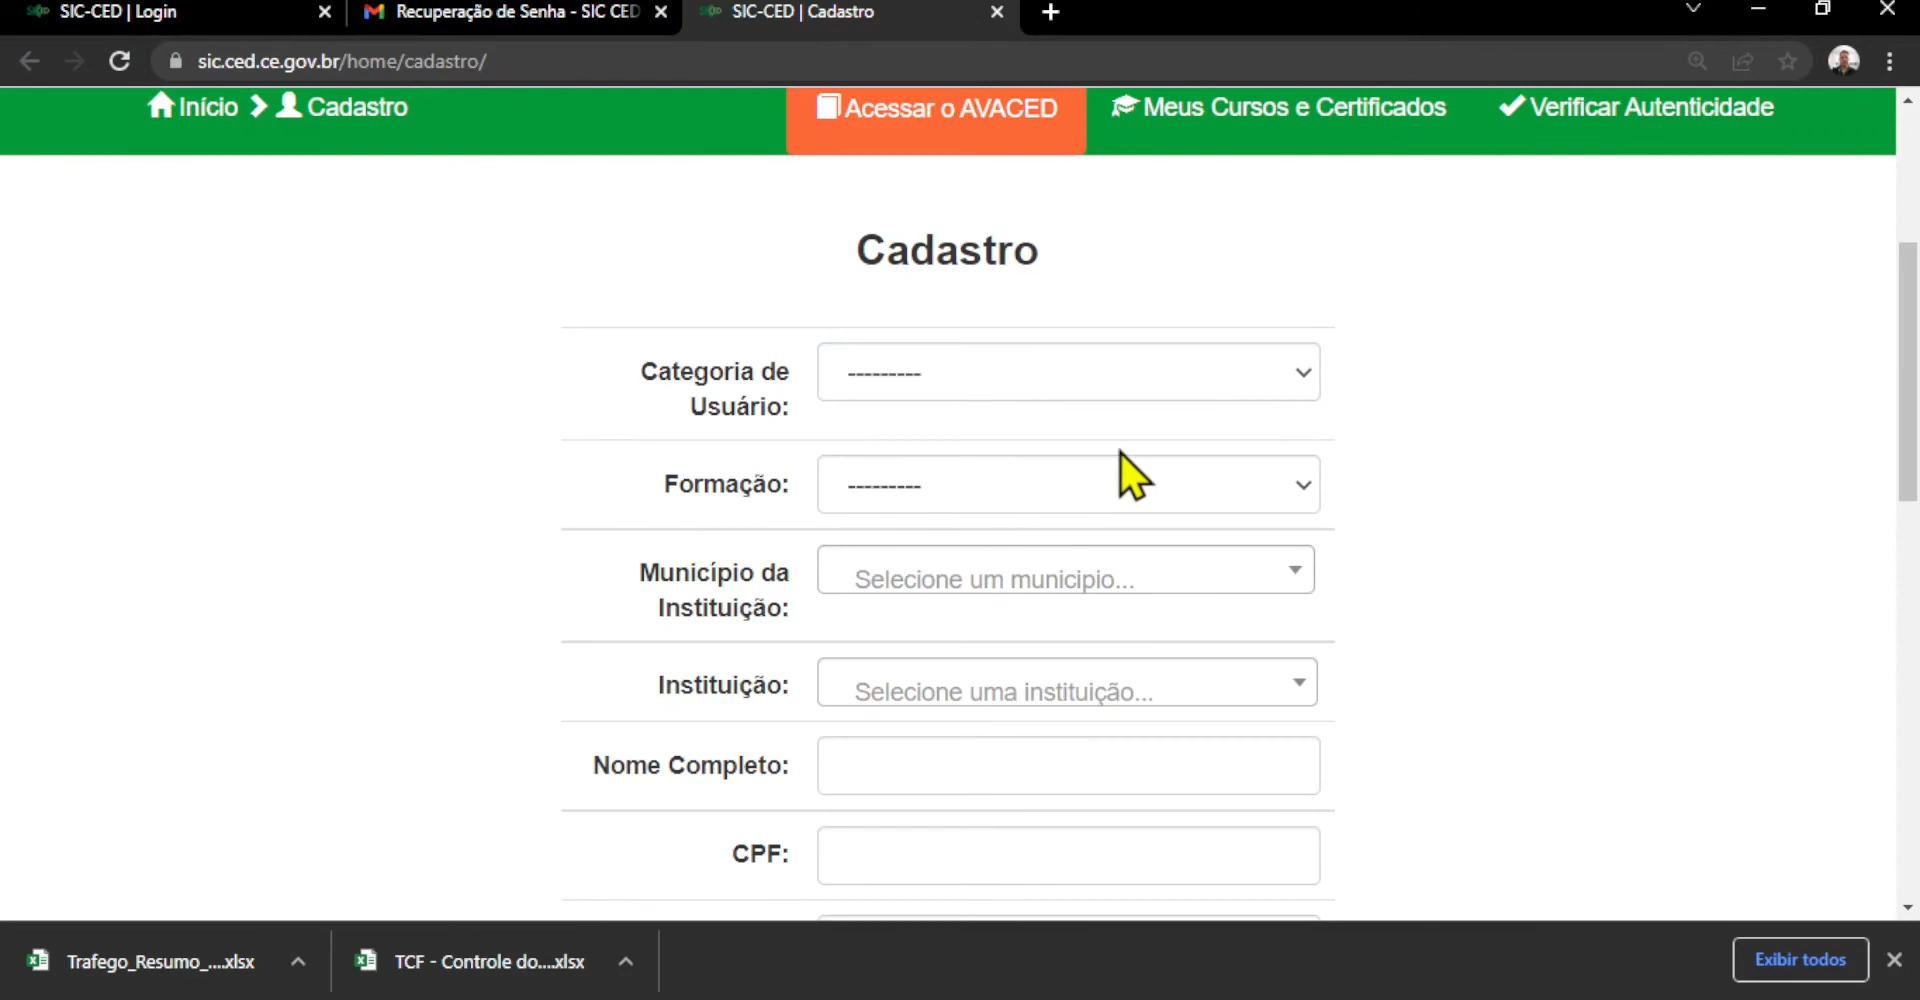 SIC-CED | Login
Recuperação de Senha - SIC CED
SIC-CED | Cadastro
sic.ced.ce.gov.br/home/cadastro/
Início
Cadastro
Acessar o AVACED
Meus Cursos e Certificados
Verificar Autenticidade
Cadastro
Categoria de
Usuário:
---------
Formação:
---------
Município da
Instituição:
Selecione um municipio...
Instituição:
Selecione uma instituição...
Nome Completo:
CPF:
Trafego_Resumo_....xlsx
TCF - Controle do....xlsx
Exibir todos